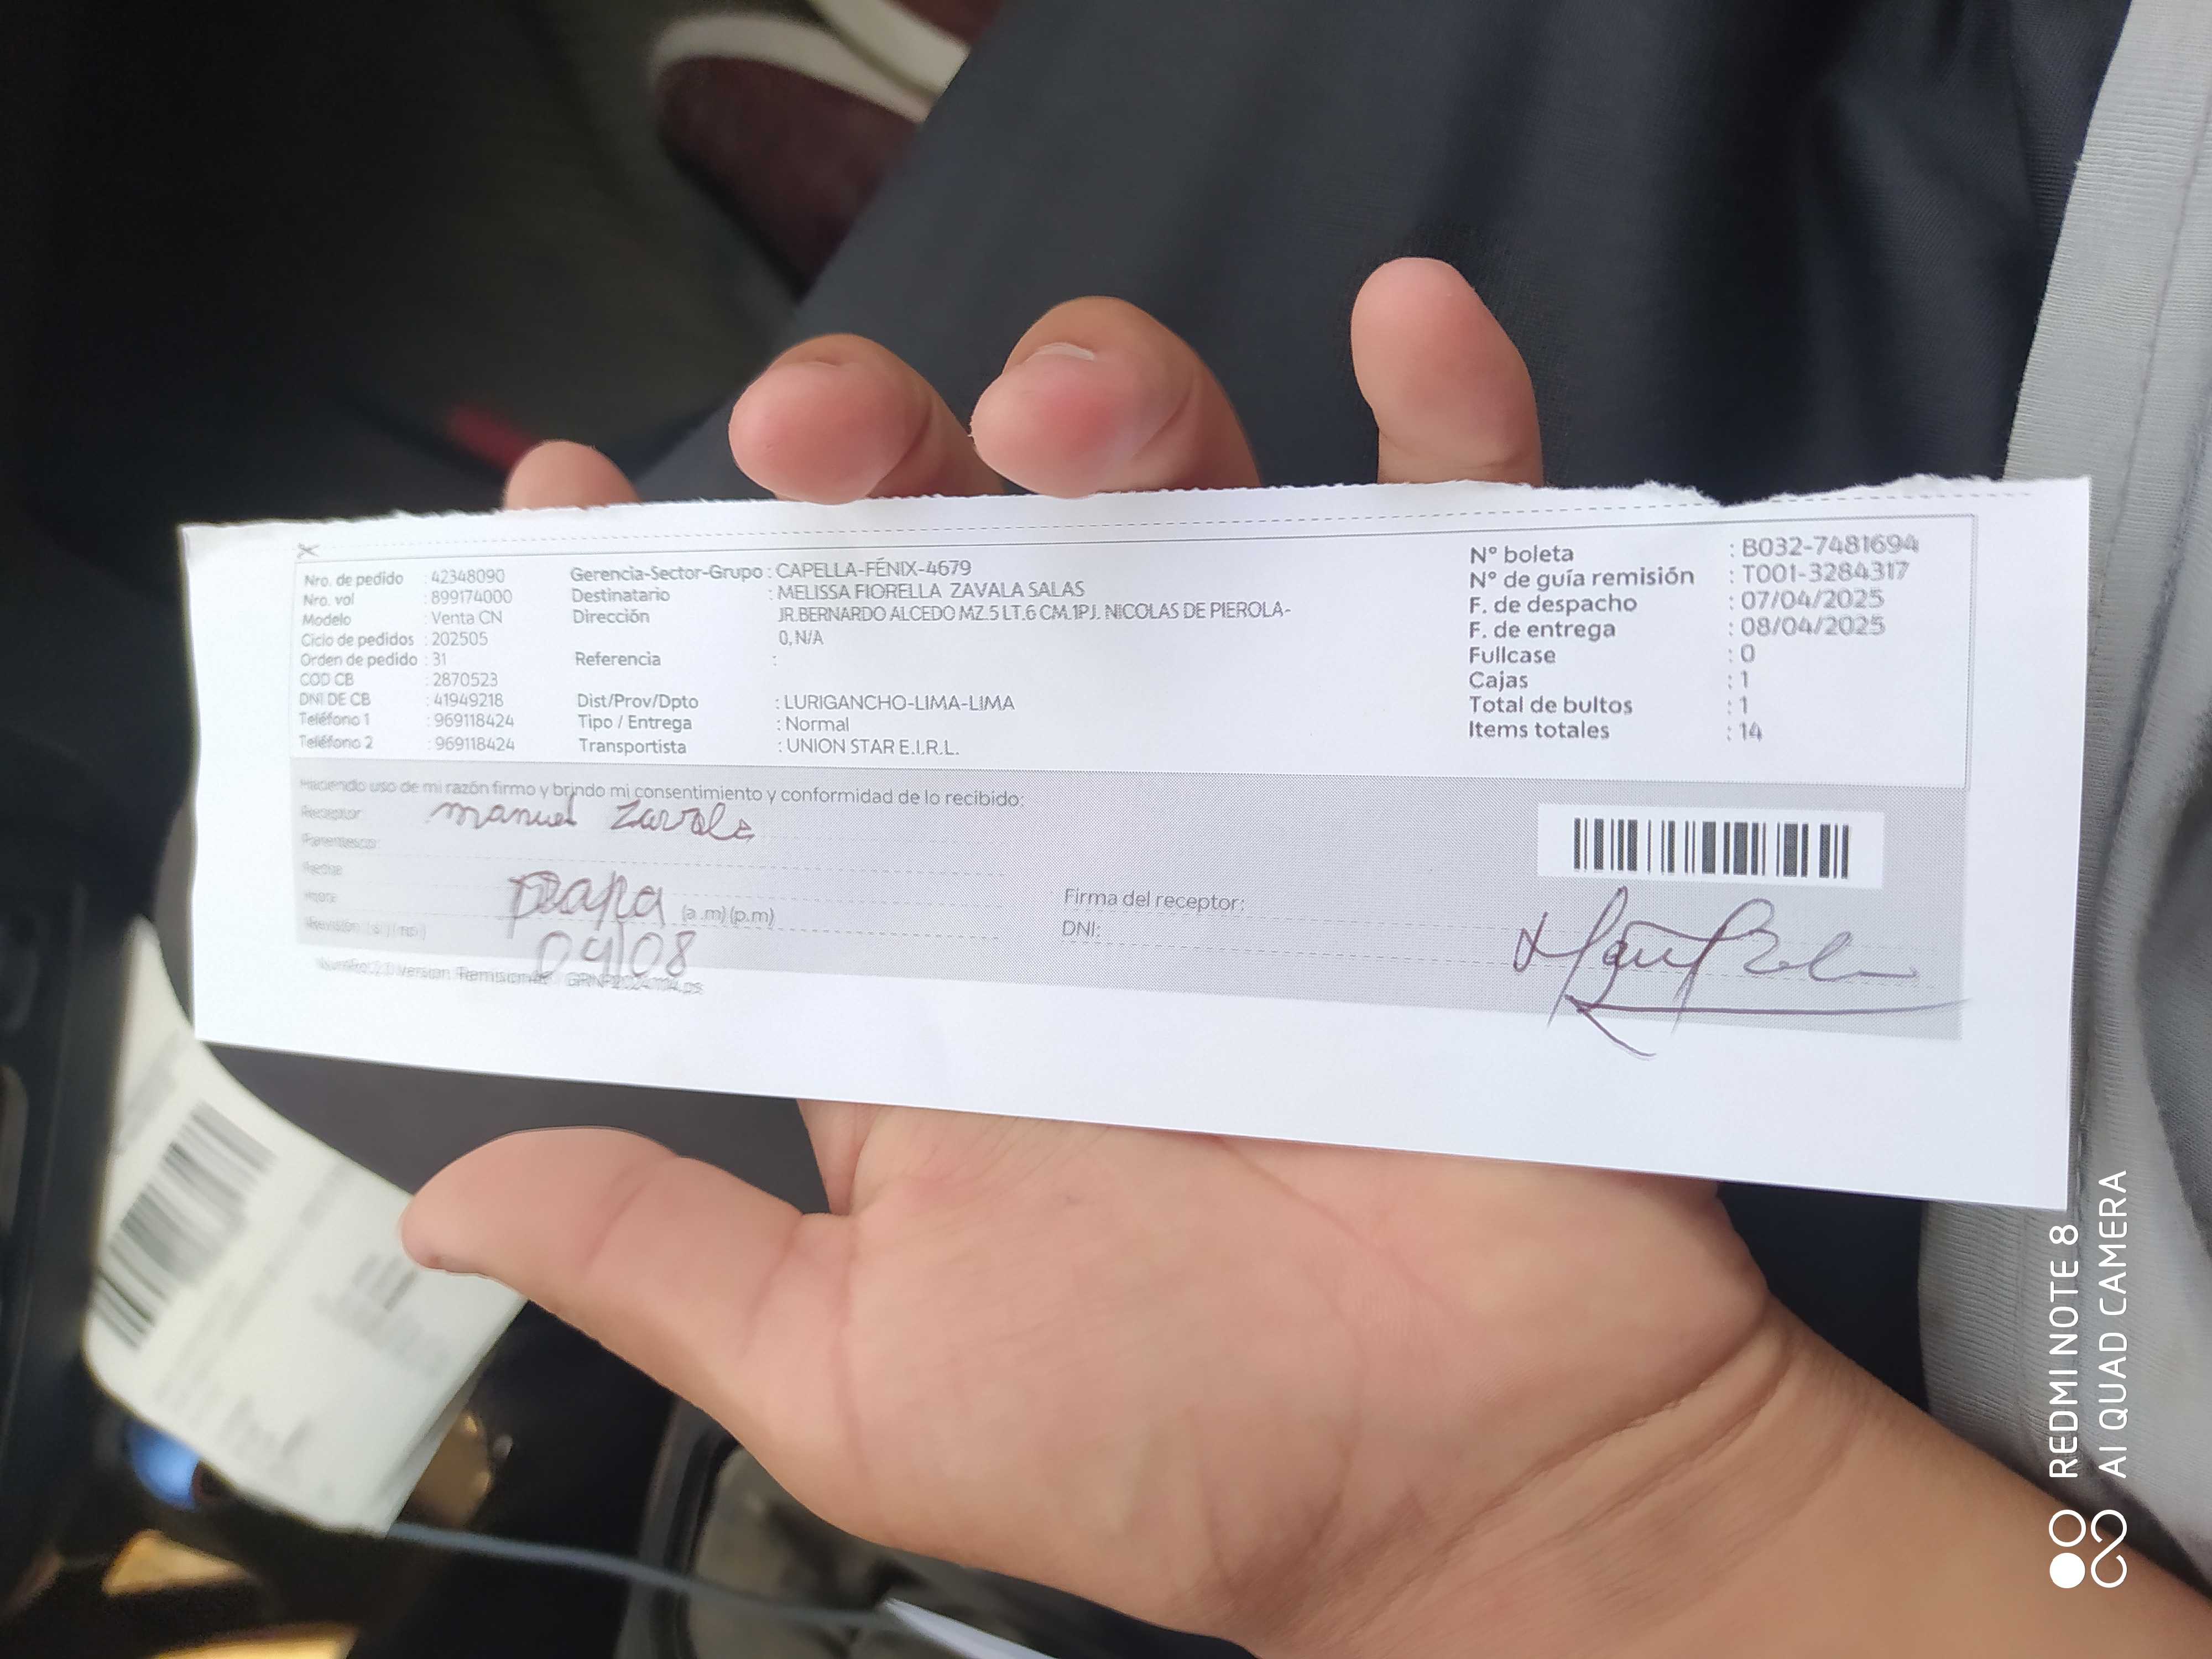 Nro. de pedido : 42348090
Nro. vol : 899174000
Modelo : Venta CN
Ciclo de pedidos : 202505
Orden de pedido : 31
COD CB : 2870523
DNI DE CB : 41949218
Teléfono 1 : 969118424
Teléfono 2 : 969118424
Gerencia-Sector-Grupo : CAPELLA-FÉNIX-4679
Destinatario : MELISSA FIORELLA ZAVALA SALAS
Dirección JR.BERNARDO ALCEDO MZ.5 LT.6 CM.1PJ. NICOLAS DE PIEROLA-
0, N/A
Referencia :
Dist/Prov/Dpto : LURIGANCHO-LIMA-LIMA
Tipo / Entrega : Normal
Transportista : UNION STAR E.I.R.L.
N° boleta : B032-7481694
N° de guía remisión : T001-3284317
F. de despacho : 07/04/2025
F. de entrega : 08/04/2025
Fullcase : 0
Cajas : 1
Total de bultos : 1
Items totales : 14
Haciendo uso de mi razón firmo y brindo mi consentimiento y conformidad de lo recibido:
Receptor: manuel Zavala
Parentesco:
Fecha:
Hora: papa (a.m) (p.m)
04/08
Firma del receptor:
DNI:
REDMI NOTE 8
AI QUAD CAMERA